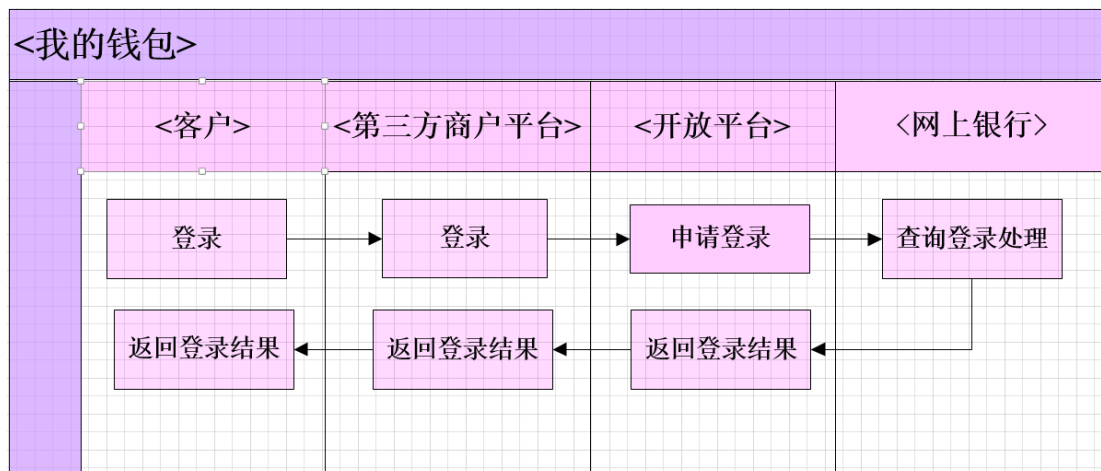 <我的钱包>
<客户>
<第三方商户平台>
<开放平台>
<网上银行>
登录
登录
申请登录
查询登录处理
返回登录结果
返回登录结果
返回登录结果